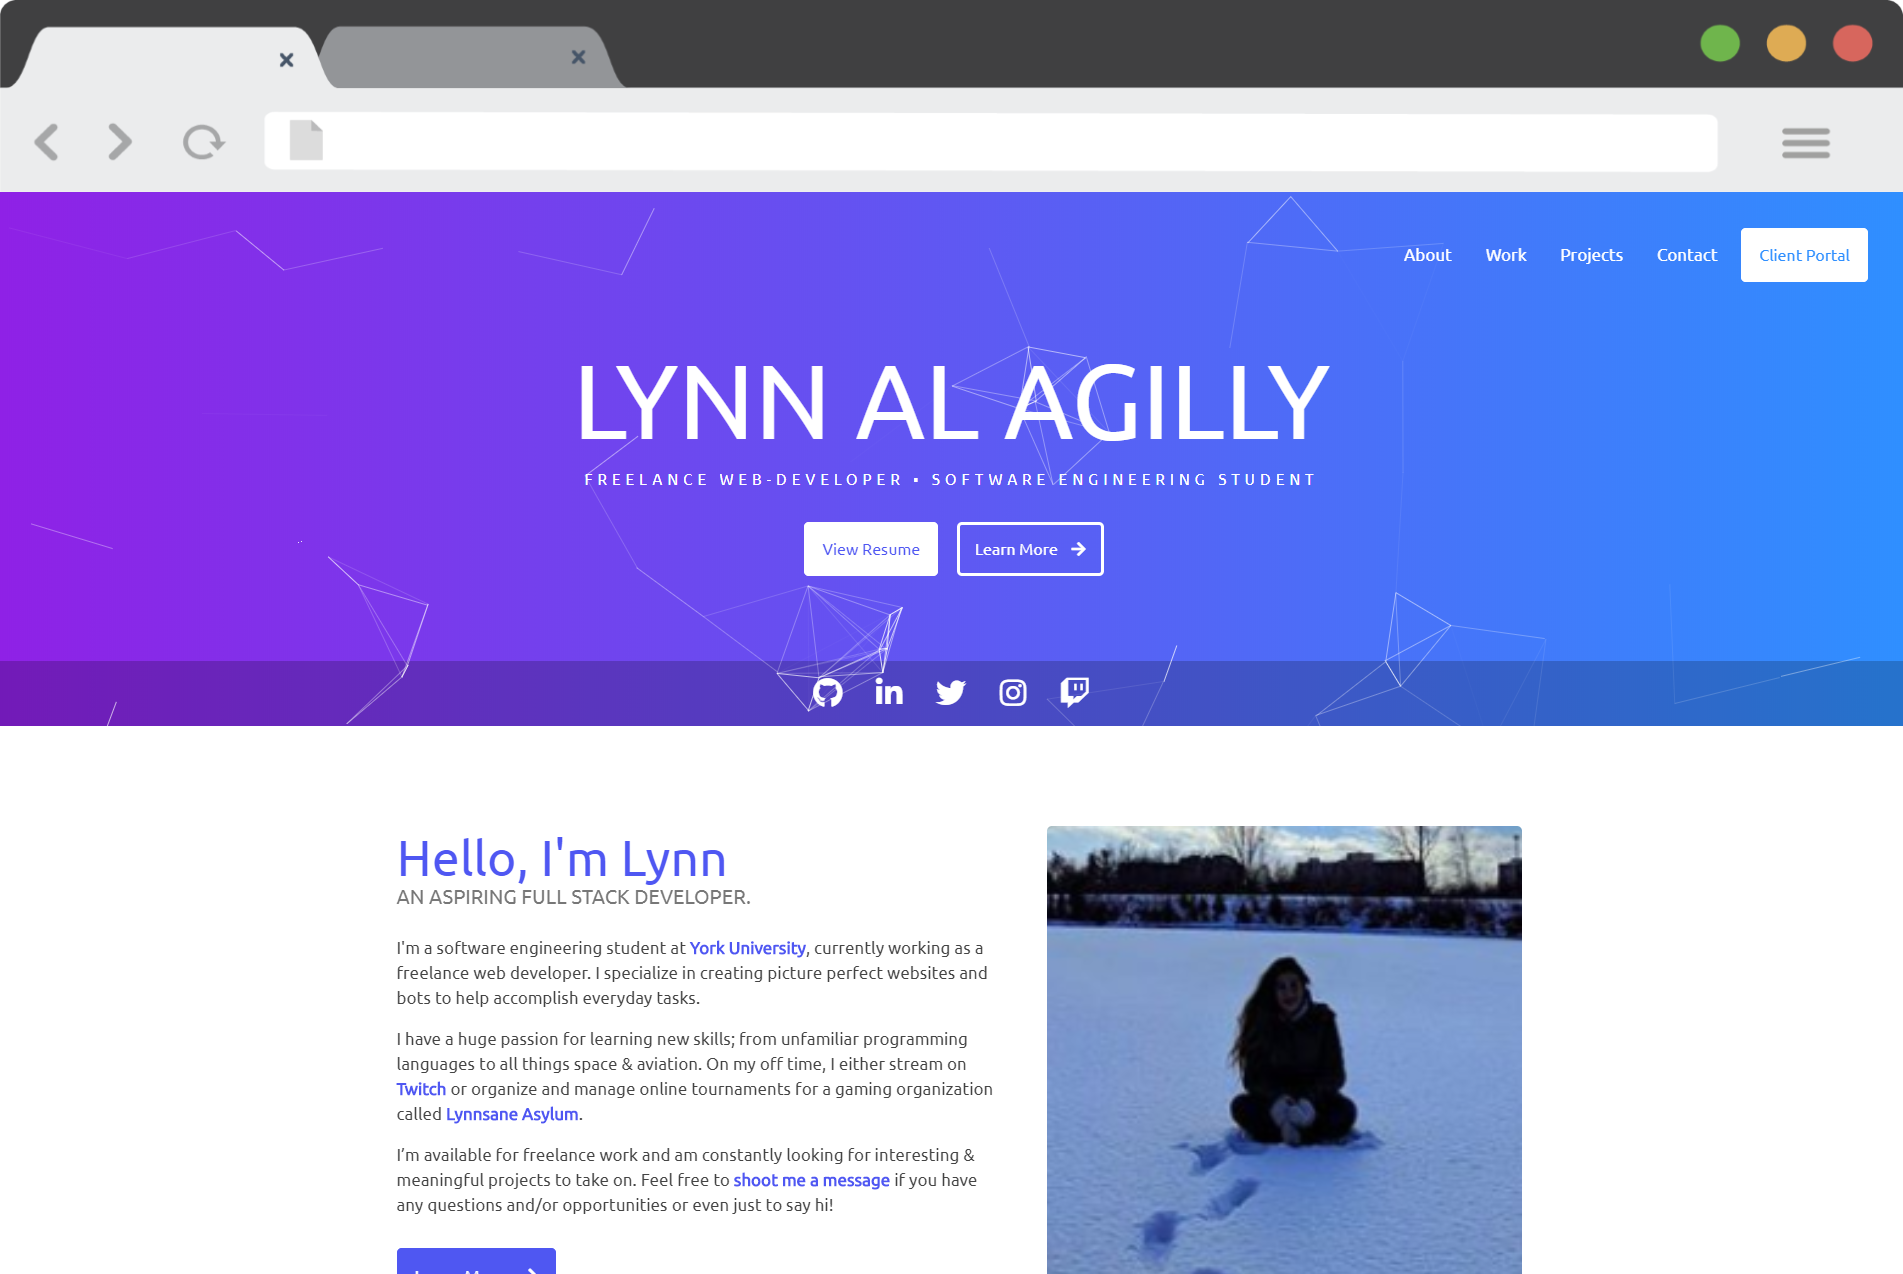 About Work Projects Contact Client Portal
LYNN AL AGILLY
FREELANCE WEB-DEVELOPER • SOFTWARE ENGINEERING STUDENT
View Resume Learn More
Hello, I'm Lynn
AN ASPIRING FULL STACK DEVELOPER.
I'm a software engineering student at York University, currently working as a
freelance web developer. I specialize in creating picture perfect websites and
bots to help accomplish everyday tasks.
I have a huge passion for learning new skills; from unfamiliar programming
languages to all things space & aviation. On my off time, I either stream on
Twitch or organize and manage online tournaments for a gaming organization
called Lynnsane Asylum.
I’m available for freelance work and am constantly looking for interesting &
meaningful projects to take on. Feel free to shoot me a message if you have
any questions and/or opportunities or even just to say hi!